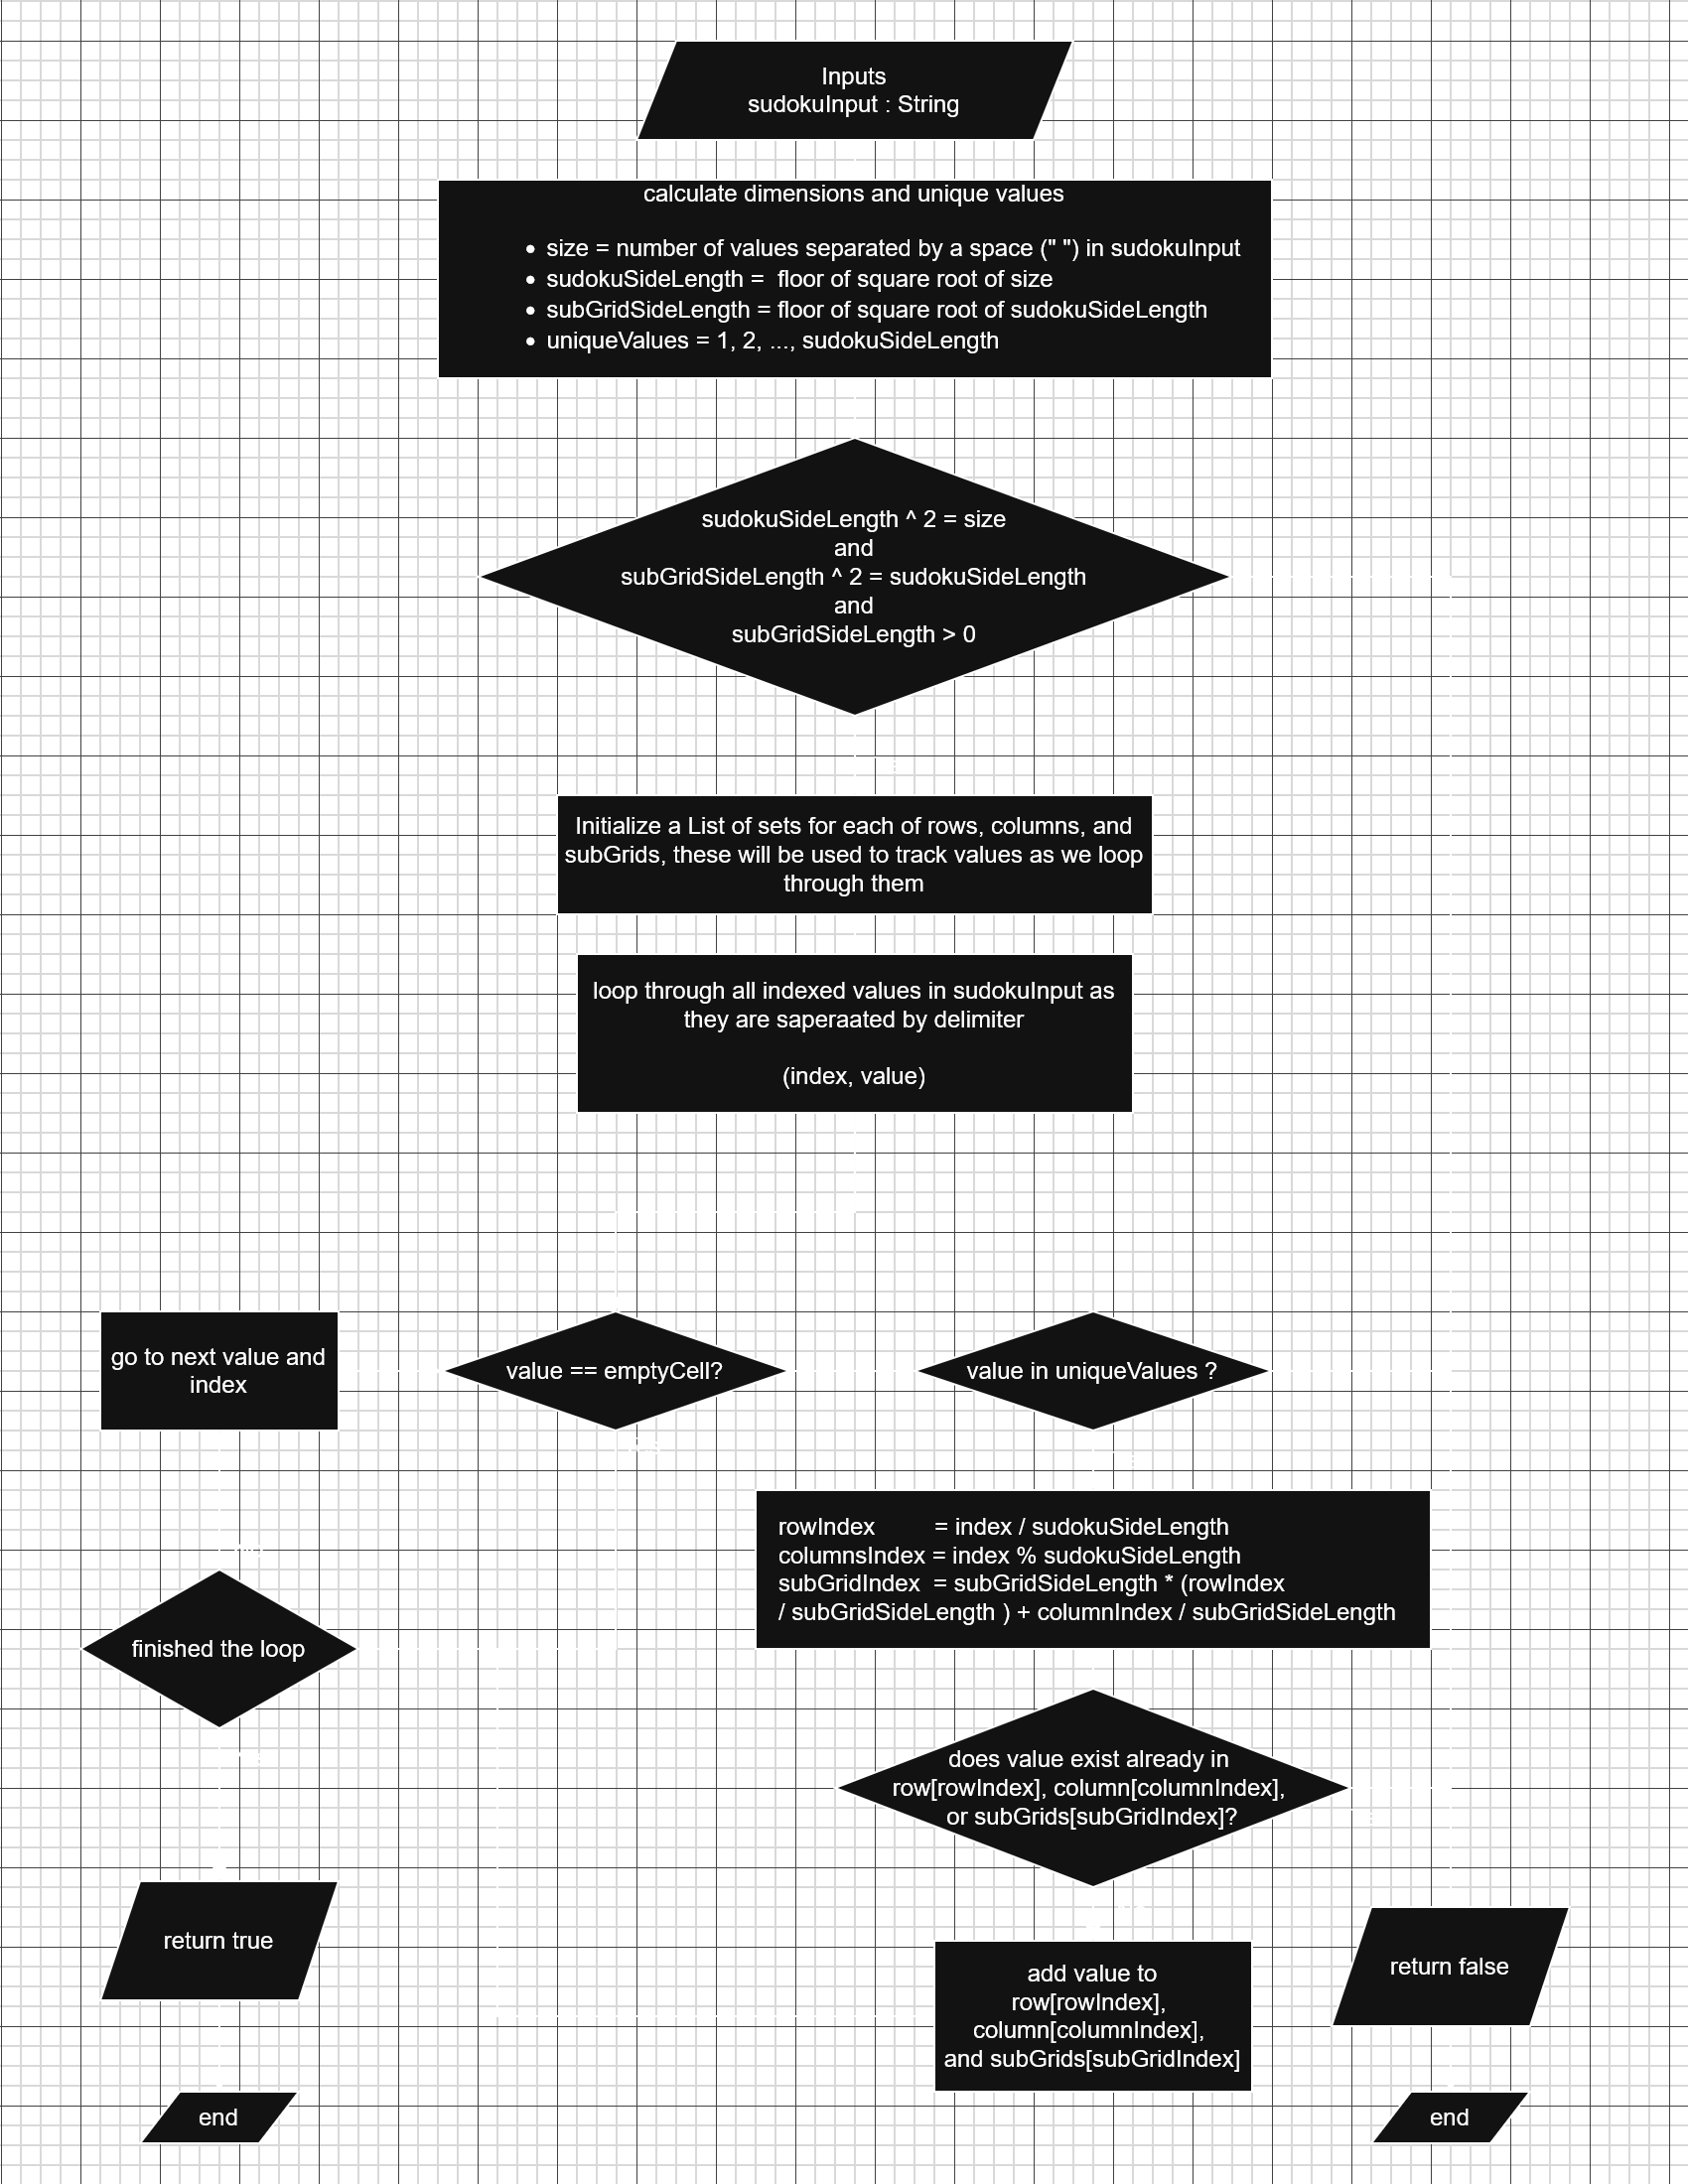 Inputs
sudokuInput : String
calculate dimensions and unique values
• size = number of values separated by a space (" ") in sudokuInput
• sudokuSideLength =  floor of square root of size
• subGridSideLength = floor of square root of sudokuSideLength
• uniqueValues = 1, 2, ..., sudokuSideLength
sudokuSideLength ^ 2 = size
and
subGridSideLength ^ 2 = sudokuSideLength
and
subGridSideLength > 0
Initialize a List of sets for each of rows, columns, and
subGrids, these will be used to track values as we loop
through them
loop through all indexed values in sudokuInput as
they are saperaated by delimiter
(index, value)
go to next value and
index
value == emptyCell?
value in uniqueValues ?
rowIndex         = index / sudokuSideLength
columnsIndex = index % sudokuSideLength
subGridIndex  = subGridSideLength * (rowIndex
/ subGridSideLength ) + columnIndex / subGridSideLength
finished the loop
does value exist already in
row[rowIndex], column[columnIndex],
or subGrids[subGridIndex]?
return true
add value to
row[rowIndex],
column[columnIndex],
and subGrids[subGridIndex]
return false
end
end